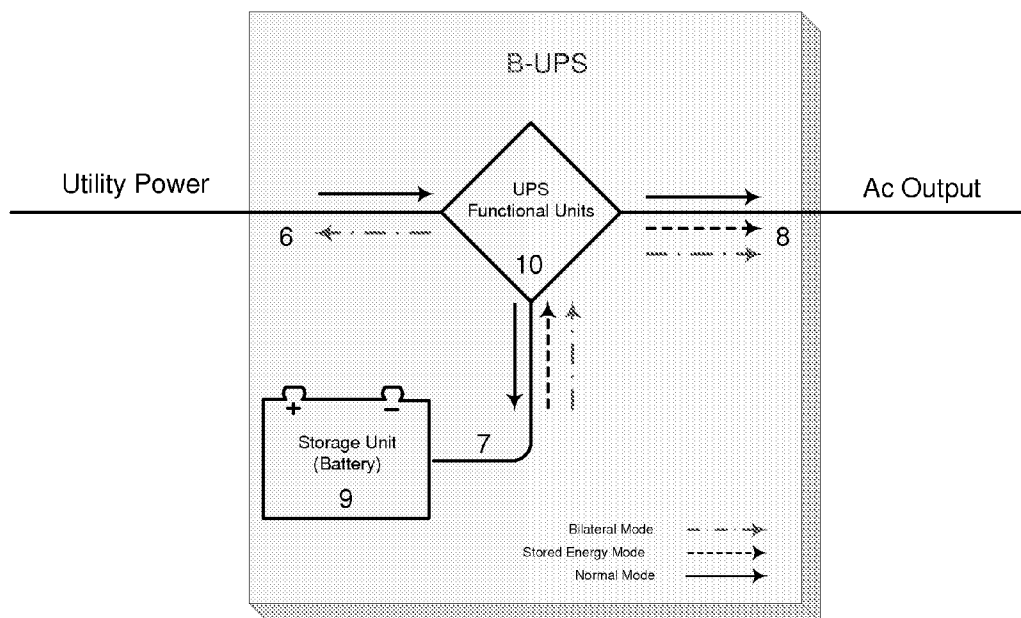 B-UPS
Utility Power
UPS
Functional Units
Ac Output
6
8
10
+ −
Storage Unit
(Battery)
7
9
Bilateral Mode
Stored Energy Mode
Normal Mode